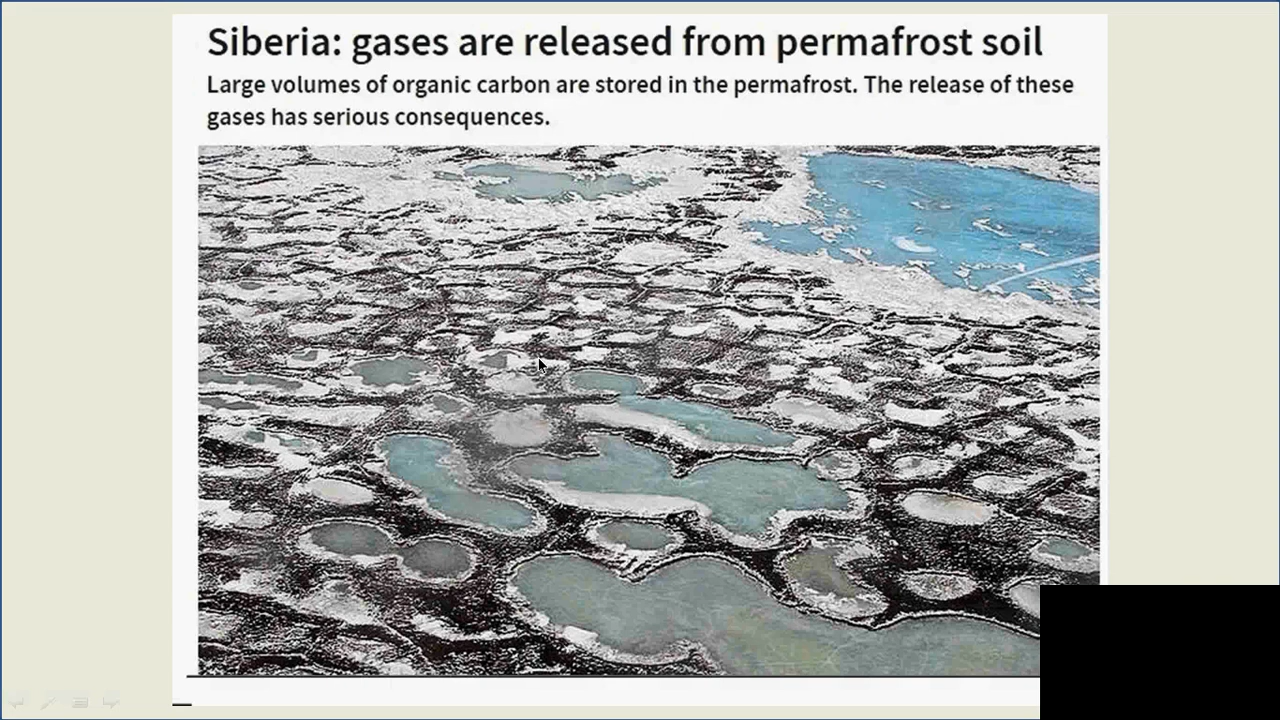 Siberia: gases are released from permafrost soil
Large volumes of organic carbon are stored in the permafrost. The release of these
gases has serious consequences.